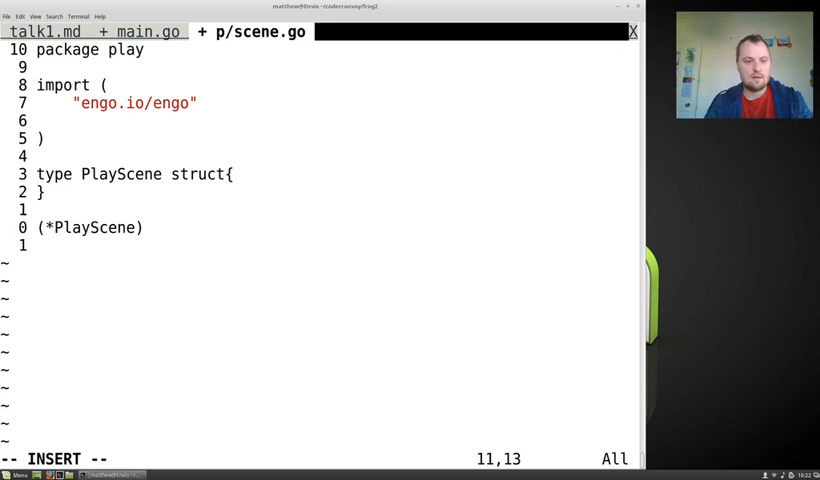 matthew@Envio ~/coderconvey/frog2
File Edit View Search Terminal Help
talk1.md + main.go + p/scene.go X
10 package play
9
8 import (
7 "engo.io/engo"
6
5 )
4
3 type PlayScene struct{
2 }
1
0 (*PlayScene)
1
~
~
~
~
~
~
~
~
~
~
~
-- INSERT -- 11,13 All
Menu matthew@Envio ~/... 10:22